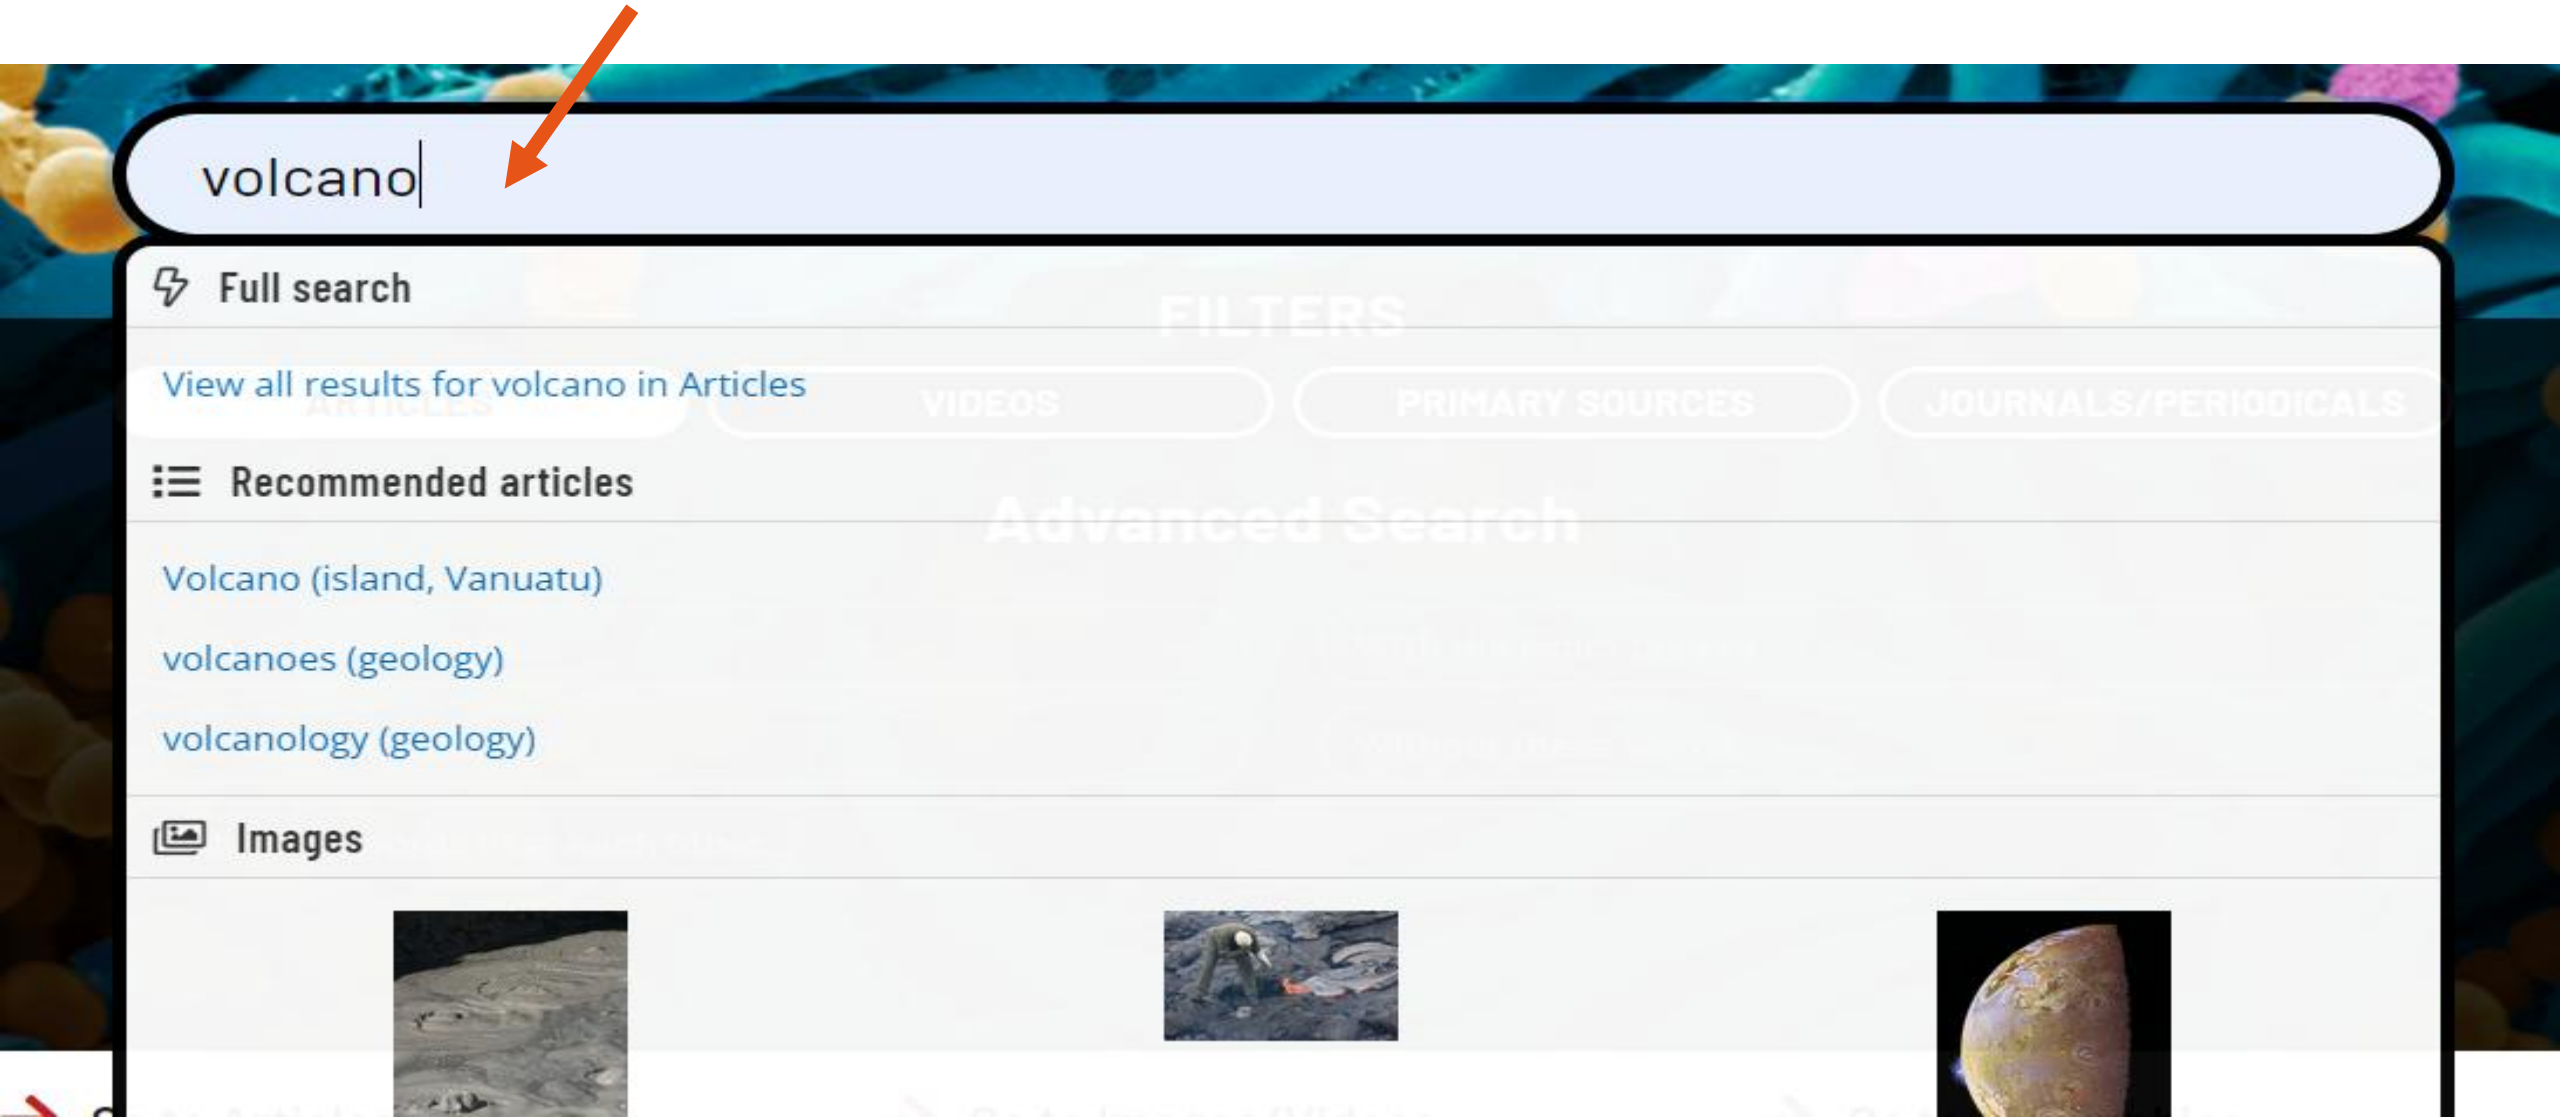 volcano
Full search
FILTERS
View all results for volcano in Articles
ARTICLES
VIDEOS
PRIMARY SOURCES
JOURNALS/PERIODICALS
Recommended articles
Advanced Search
Volcano (island, Vanuatu)
volcanoes (geology)
volcanology (geology)
Images